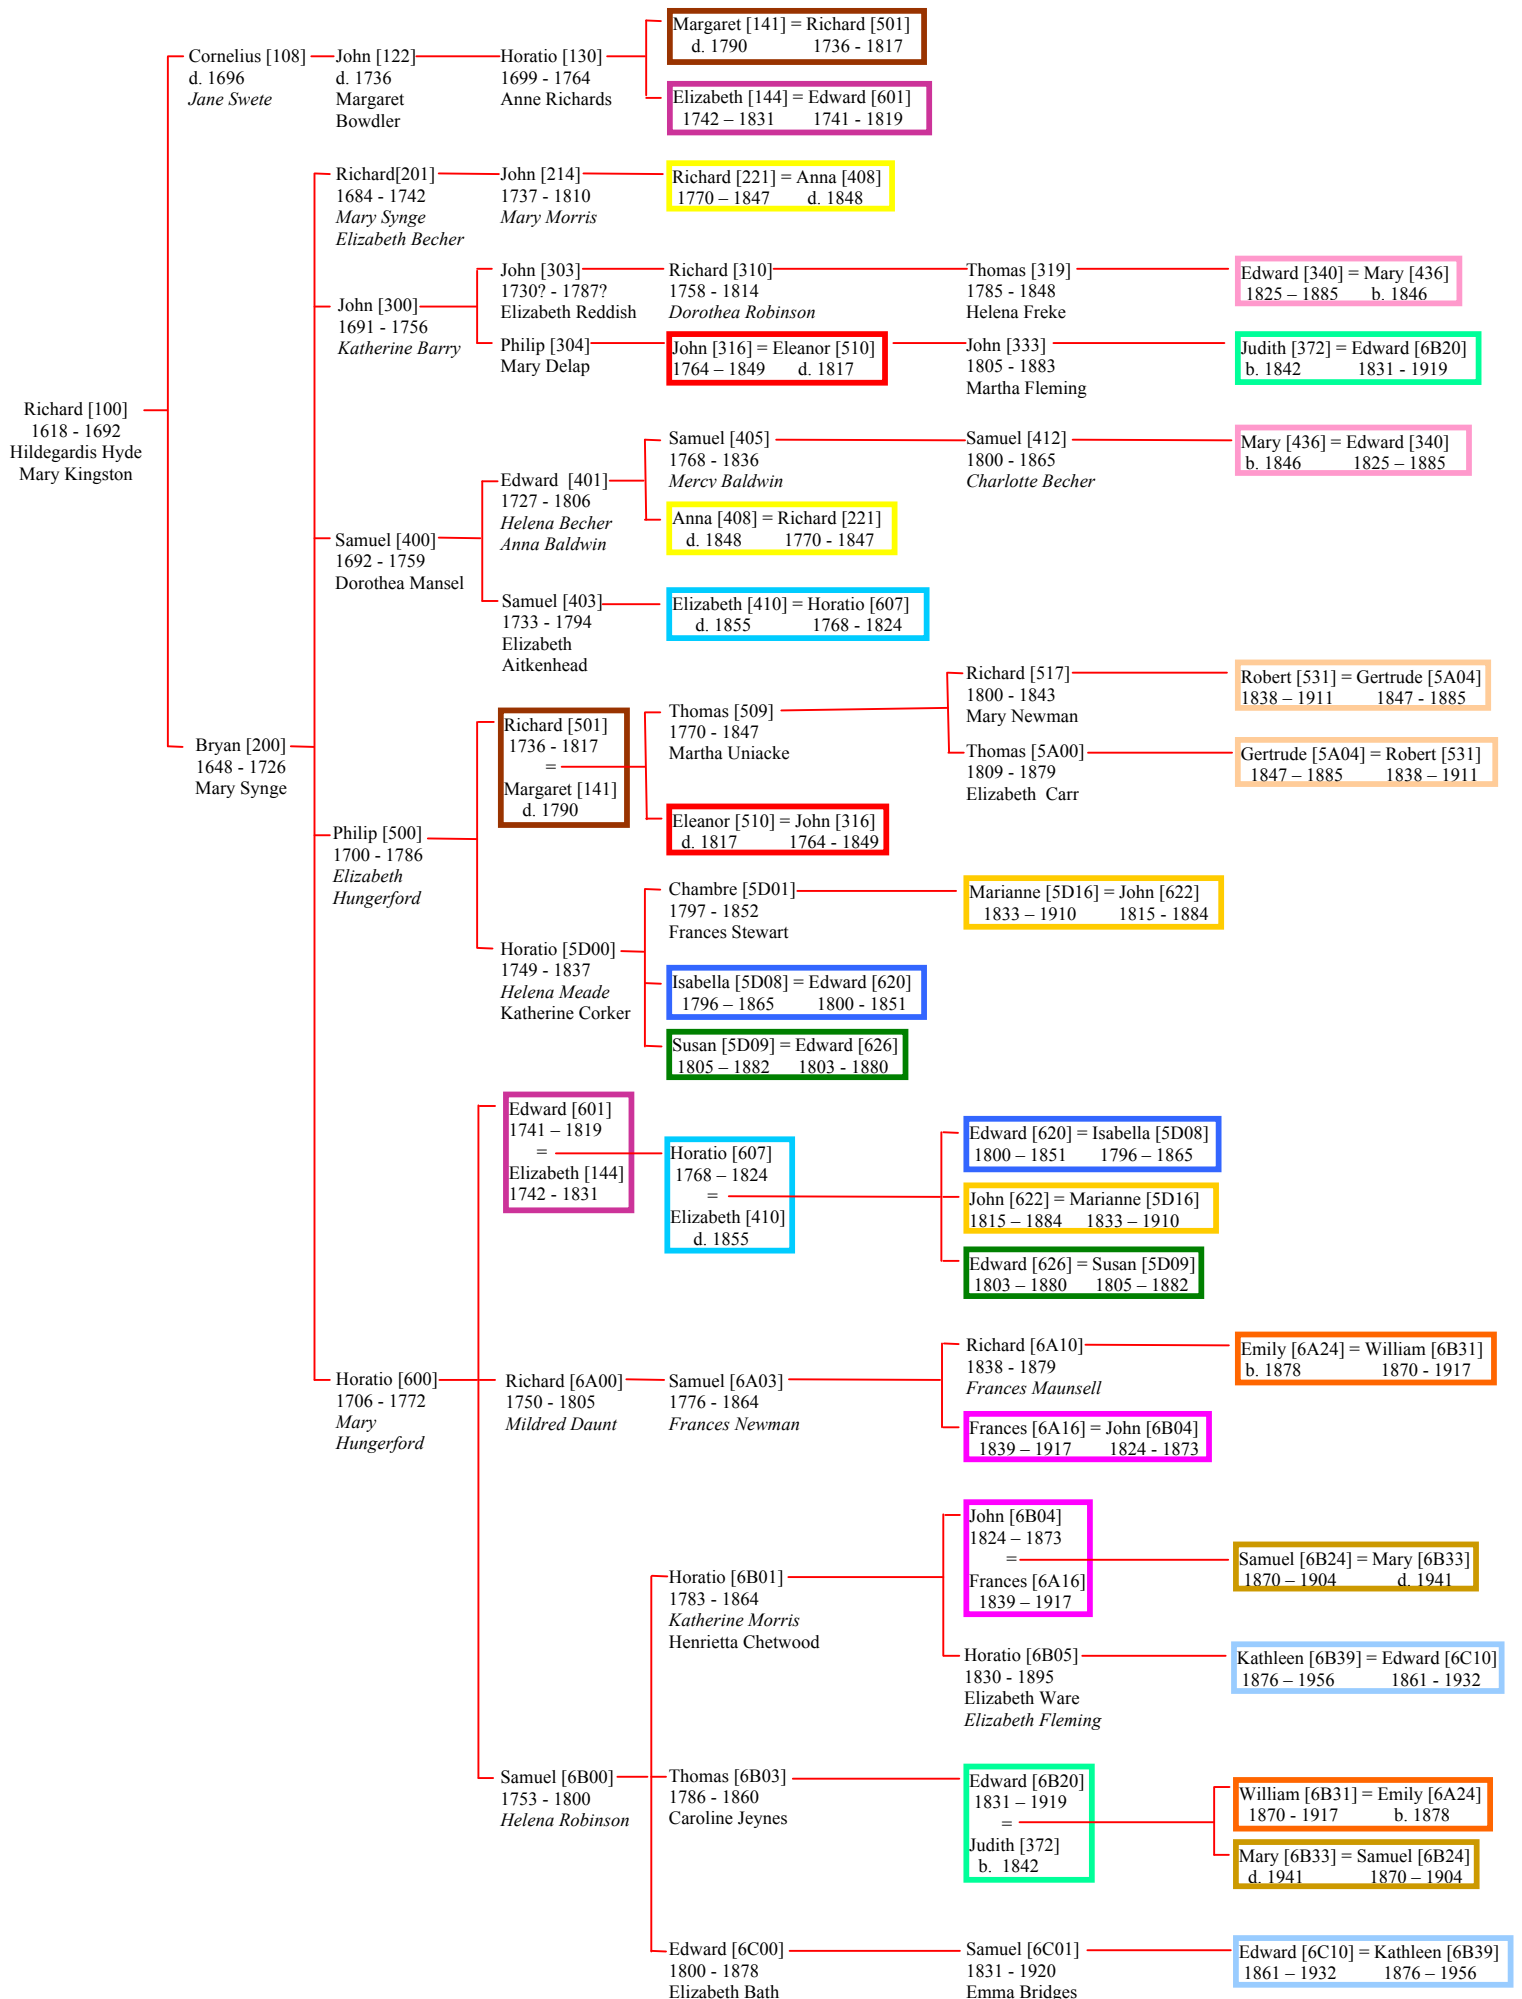 Margaret [141] = Richard [501]
d. 1790 1736 - 1817
Cornelius [108]
d. 1696
Jane Swete
John [122]
d. 1736
Margaret
Bowdler
Horatio [130]
1699 - 1764
Anne Richards
Elizabeth [144] = Edward [601]
1742 – 1831 1741 - 1819
Richard[201]
1684 - 1742
Mary Synge
Elizabeth Becher
John [214]
1737 - 1810
Mary Morris
Richard [221] = Anna [408]
1770 – 1847 d. 1848
John [300]
1691 - 1756
Katherine Barry
John [303]
1730? - 1787?
Elizabeth Reddish
Richard [310]
1758 - 1814
Dorothea Robinson
Thomas [319]
1785 - 1848
Helena Freke
Edward [340] = Mary [436]
1825 – 1885 b. 1846
Philip [304]
Mary Delap
John [316] = Eleanor [510]
1764 – 1849 d. 1817
John [333]
1805 - 1883
Martha Fleming
Judith [372] = Edward [6B20]
b. 1842 1831 - 1919
Richard [100]
1618 - 1692
Hildegardis Hyde
Mary Kingston
Samuel [400]
1692 - 1759
Dorothea Mansel
Edward [401]
1727 - 1806
Helena Becher
Anna Baldwin
Samuel [405]
1768 - 1836
Mercy Baldwin
Samuel [412]
1800 - 1865
Charlotte Becher
Mary [436] = Edward [340]
b. 1846 1825 – 1885
Anna [408] = Richard [221]
d. 1848 1770 - 1847
Samuel [403]
1733 - 1794
Elizabeth
Aitkenhead
Elizabeth [410] = Horatio [607]
d. 1855 1768 - 1824
Bryan [200]
1648 - 1726
Mary Synge
Philip [500]
1700 - 1786
Elizabeth
Hungerford
Richard [501]
1736 - 1817
=
Margaret [141]
d. 1790
Thomas [509]
1770 - 1847
Martha Uniacke
Richard [517]
1800 - 1843
Mary Newman
Robert [531] = Gertrude [5A04]
1838 – 1911 1847 - 1885
Thomas [5A00]
1809 - 1879
Elizabeth Carr
Gertrude [5A04] = Robert [531]
1847 – 1885 1838 – 1911
Eleanor [510] = John [316]
d. 1817 1764 - 1849
Horatio [5D00]
1749 - 1837
Helena Meade
Katherine Corker
Chambre [5D01]
1797 - 1852
Frances Stewart
Marianne [5D16] = John [622]
1833 – 1910 1815 - 1884
Isabella [5D08] = Edward [620]
1796 – 1865 1800 - 1851
Susan [5D09] = Edward [626]
1805 – 1882 1803 - 1880
Horatio [600]
1706 - 1772
Mary
Hungerford
Edward [601]
1741 – 1819
=
Elizabeth [144]
1742 - 1831
Horatio [607]
1768 – 1824
=
Elizabeth [410]
d. 1855
Edward [620] = Isabella [5D08]
1800 – 1851 1796 – 1865
John [622] = Marianne [5D16]
1815 – 1884 1833 – 1910
Edward [626] = Susan [5D09]
1803 – 1880 1805 – 1882
Richard [6A00]
1750 - 1805
Mildred Daunt
Samuel [6A03]
1776 - 1864
Frances Newman
Richard [6A10]
1838 - 1879
Frances Maunsell
Emily [6A24] = William [6B31]
b. 1878 1870 - 1917
Frances [6A16] = John [6B04]
1839 – 1917 1824 - 1873
Samuel [6B00]
1753 - 1800
Helena Robinson
Horatio [6B01]
1783 - 1864
Katherine Morris
Henrietta Chetwood
John [6B04]
1824 – 1873
=
Frances [6A16]
1839 – 1917
Samuel [6B24] = Mary [6B33]
1870 – 1904 d. 1941
Horatio [6B05]
1830 - 1895
Elizabeth Ware
Elizabeth Fleming
Kathleen [6B39] = Edward [6C10]
1876 – 1956 1861 - 1932
Thomas [6B03]
1786 - 1860
Caroline Jeynes
Edward [6B20]
1831 – 1919
=
Judith [372]
b. 1842
William [6B31] = Emily [6A24]
1870 - 1917 b. 1878
Mary [6B33] = Samuel [6B24]
d. 1941 1870 – 1904
Edward [6C00]
1800 - 1878
Elizabeth Bath
Samuel [6C01]
1831 - 1920
Emma Bridges
Edward [6C10] = Kathleen [6B39]
1861 – 1932 1876 – 1956